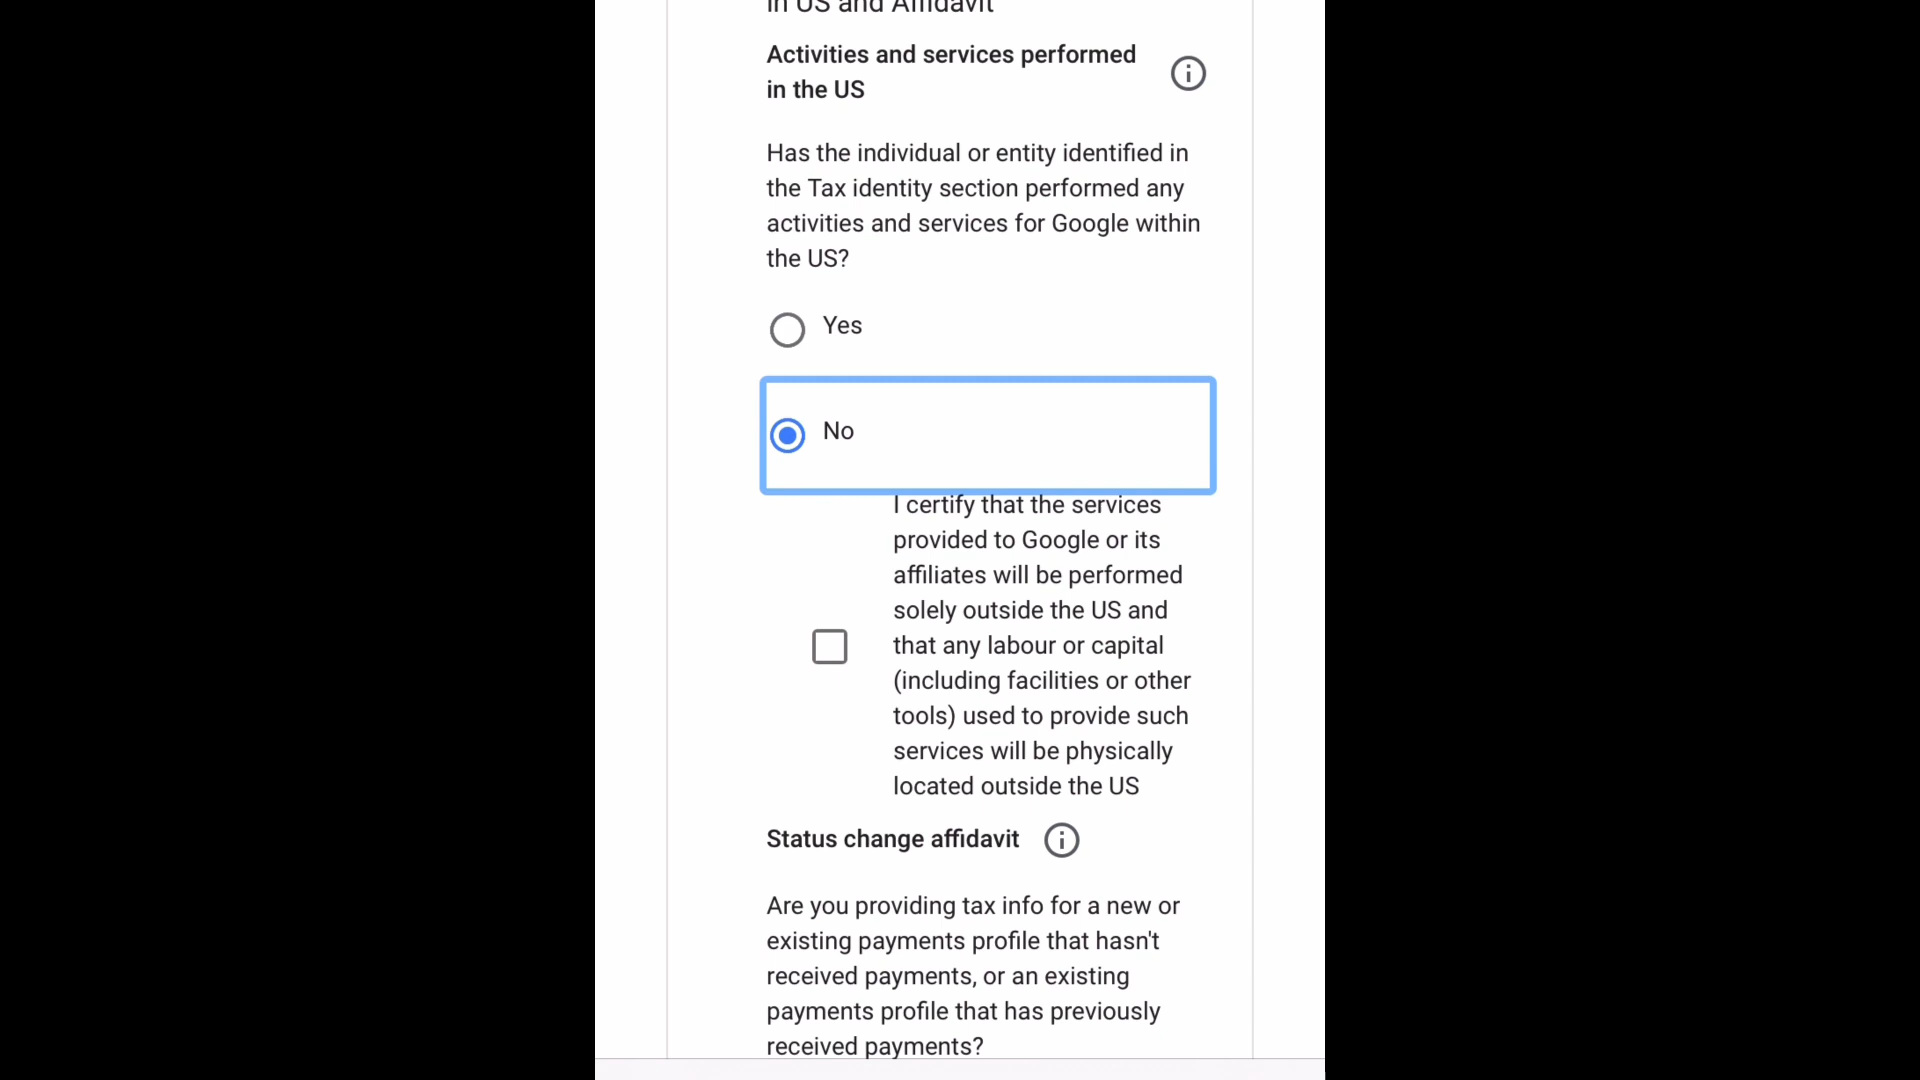 in US and Affidavit
Activities and services performed
in the US
Has the individual or entity identified in
the Tax identity section performed any
activities and services for Google within
the US?
Yes
No
I certify that the services
provided to Google or its
affiliates will be performed
solely outside the US and
that any labour or capital
(including facilities or other
tools) used to provide such
services will be physically
located outside the US
Status change affidavit
Are you providing tax info for a new or
existing payments profile that hasn't
received payments, or an existing
payments profile that has previously
received payments?